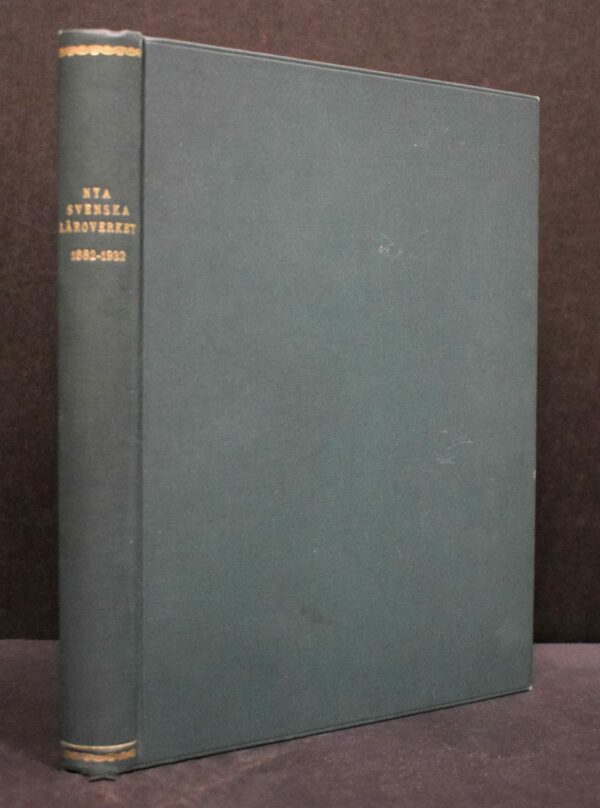 NYA
SVENSKA
LÄROVERKET
1882-1932